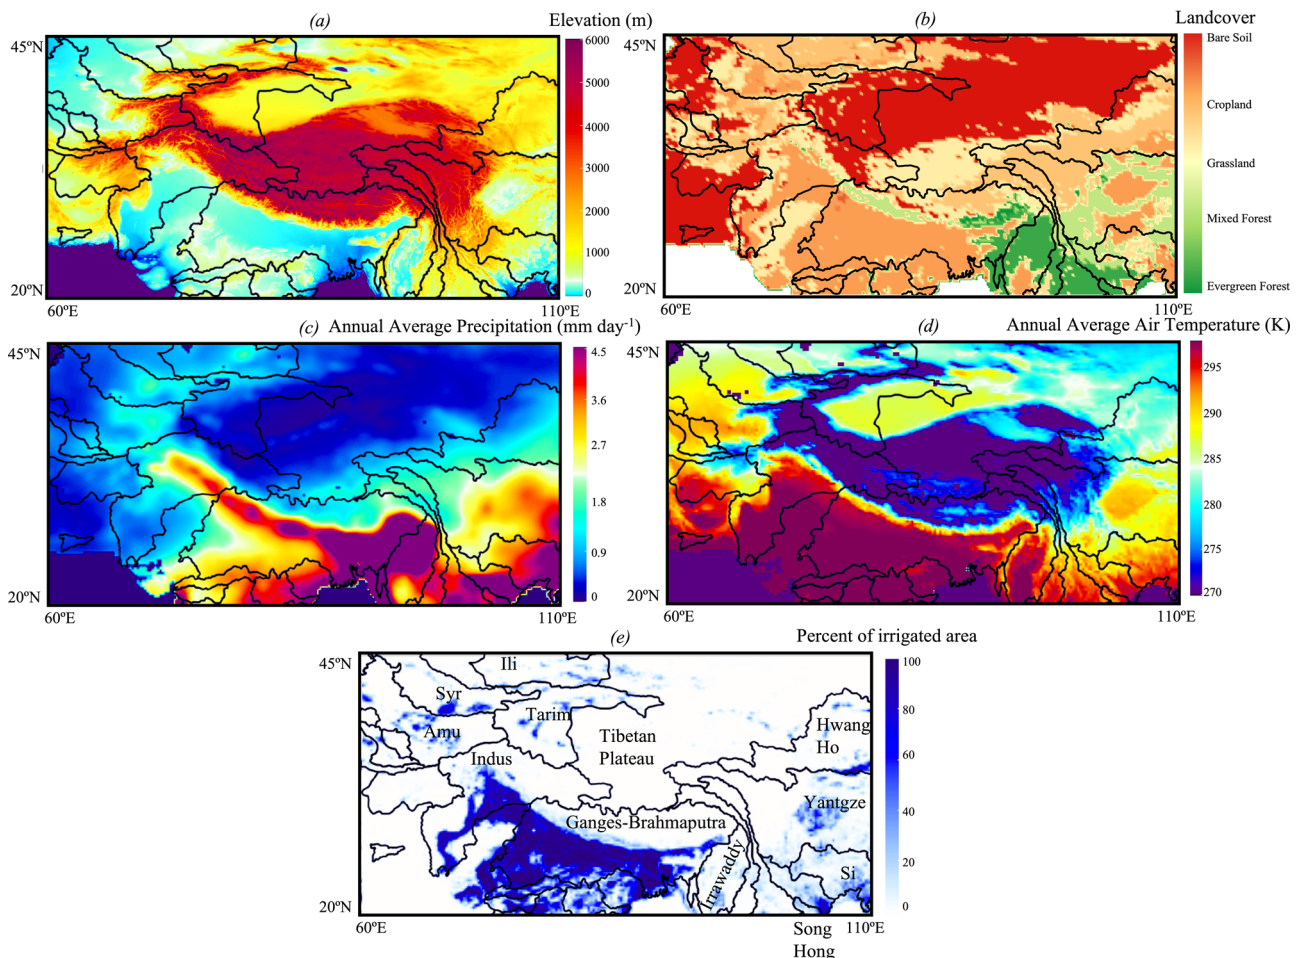 (a)
Elevation (m)
45ºN
20ºN
60ºE
110ºE
6000
5000
4000
3000
2000
1000
0
(b)
Landcover
45ºN
20ºN
60ºE
110ºE
Bare Soil
Cropland
Grassland
Mixed Forest
Evergreen Forest
(c)
Annual Average Precipitation (mm day-1)
45ºN
20ºN
60ºE
110ºE
4.5
3.6
2.7
1.8
0.9
0
(d)
Annual Average Air Temperature (K)
45ºN
20ºN
60ºE
110ºE
295
290
285
280
275
270
(e)
Percent of irrigated area
45ºN
20ºN
60ºE
110ºE
Ili
Syr
Tarim
Amu
Hwang
Ho
Tibetan
Plateau
Indus
Yantgze
Ganges-Brahmaputra
Irrawaddy
Si
Song
Hong
100
80
60
40
20
0